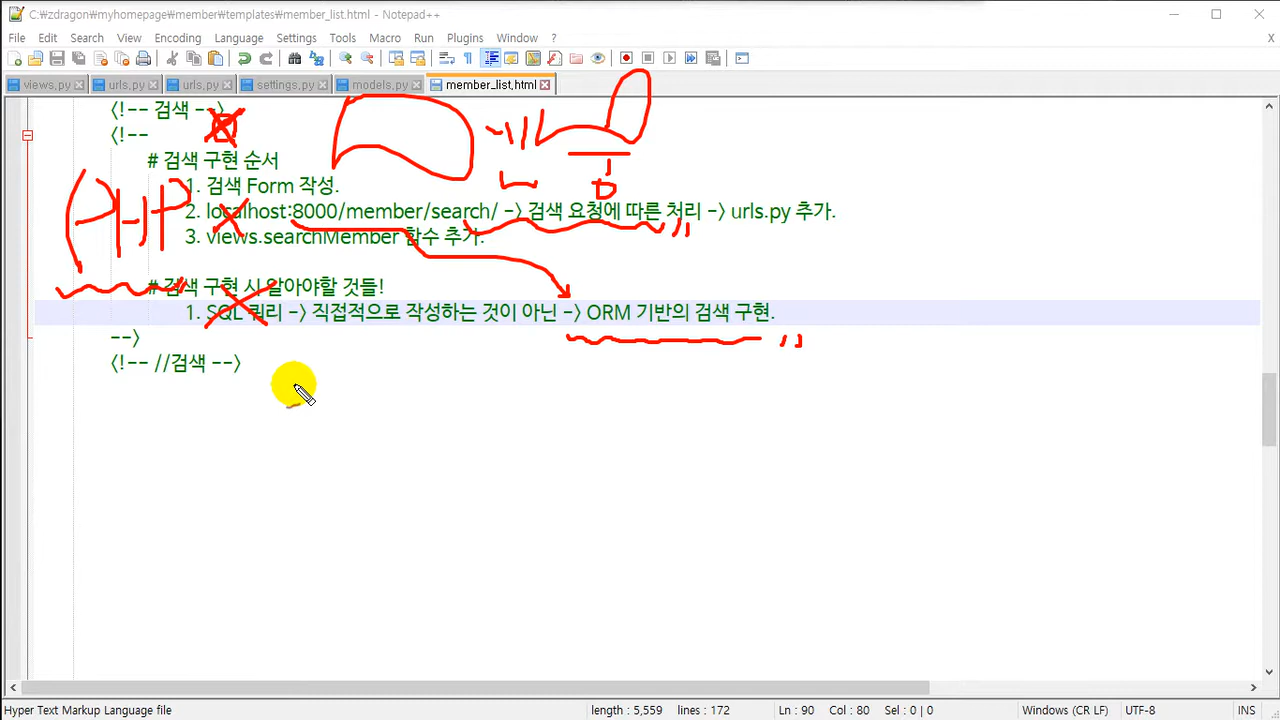 C:\zdragon\myhomepage\member\templates\member_list.html - Notepad++
File Edit Search View Encoding Language Settings Tools Macro Run Plugins Window ? X
views.py urls.py urls.py settings.py models.py member_list.html
<!-- 검색 -->
<!--
# 검색 구현 순서
1. 검색 Form 작성.
2. localhost:8000/member/search/ -> 검색 요청에 따른 처리 -> urls.py 추가.
3. views.searchMember 함수 추가.
PHP
# 검색 구현 시 알아야할 것들!
1. SQL 쿼리 -> 직접적으로 작성하는 것이 아닌 -> ORM 기반의 검색 구현.
-->
<!-- //검색 -->
Hyper Text Markup Language file length : 5,559 lines : 172 Ln : 90 Col : 80 Sel : 0 | 0 Windows (CR LF) UTF-8 INS